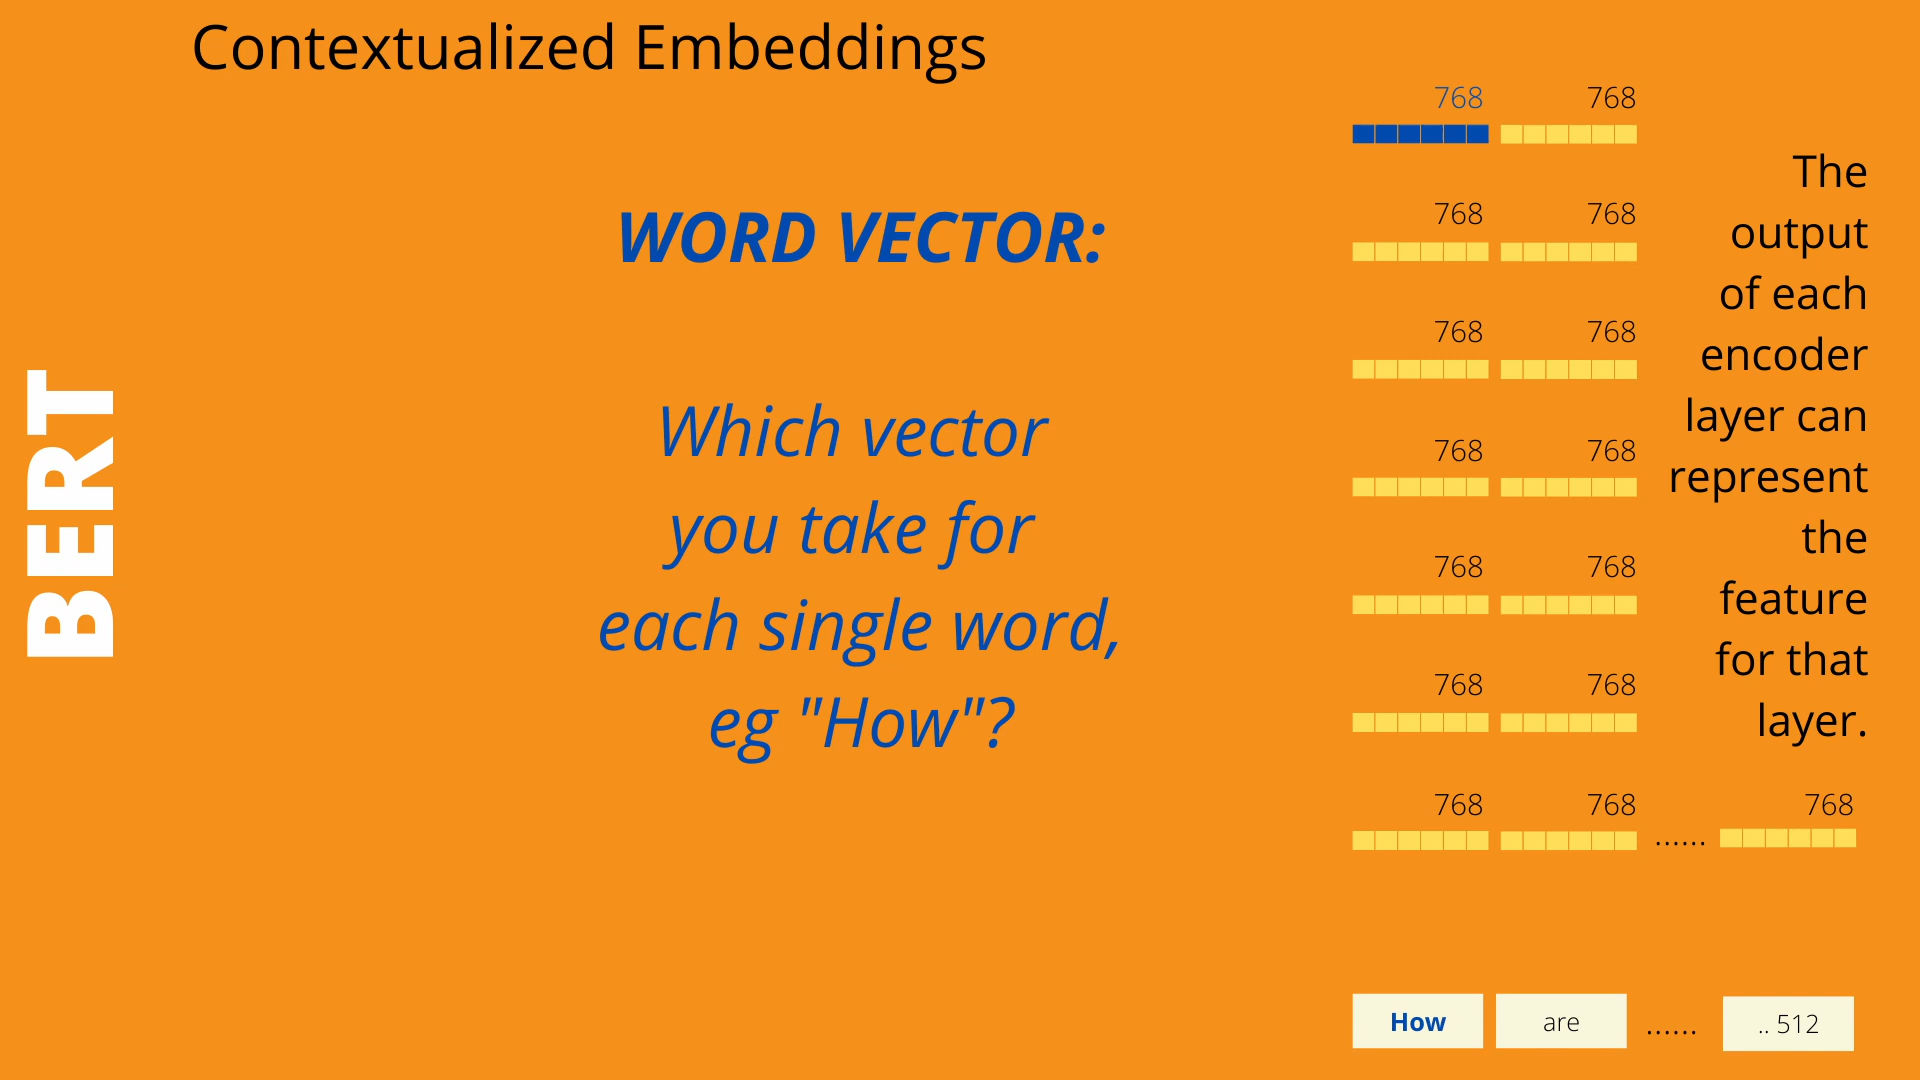 Contextualized Embeddings
BERT
WORD VECTOR:
Which vector
you take for
each single word,
eg "How"?
768 768
768 768
768 768
768 768
768 768
768 768
768 768 ...... 768
The
output
of each
encoder
layer can
represent
the
feature
for that
layer.
How are ...... .. 512